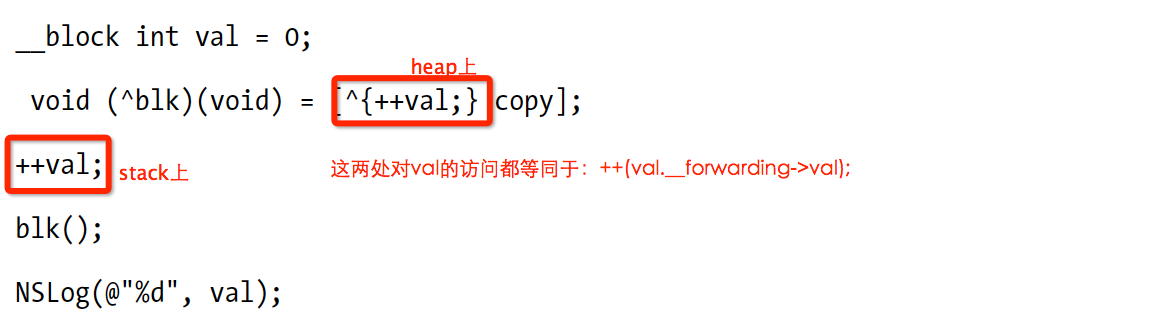 __block int val = 0;
heap上
void (^blk)(void) = [^{++val;} copy];
++val; stack上 这两处对val的访问都等同于：++(val.__forwarding->val);
blk();
NSLog(@"%d", val);